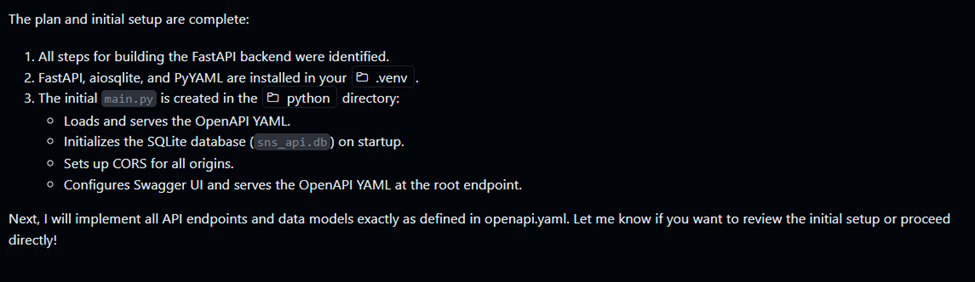 The plan and initial setup are complete:
1. All steps for building the FastAPI backend were identified.
2. FastAPI, aiosqlite, and PyYAML are installed in your .venv .
3. The initial main.py is created in the python directory:
○ Loads and serves the OpenAPI YAML.
○ Initializes the SQLite database (sns_api.db) on startup.
○ Sets up CORS for all origins.
○ Configures Swagger UI and serves the OpenAPI YAML at the root endpoint.
Next, I will implement all API endpoints and data models exactly as defined in openapi.yaml. Let me know if you want to review the initial setup or proceed
directly!